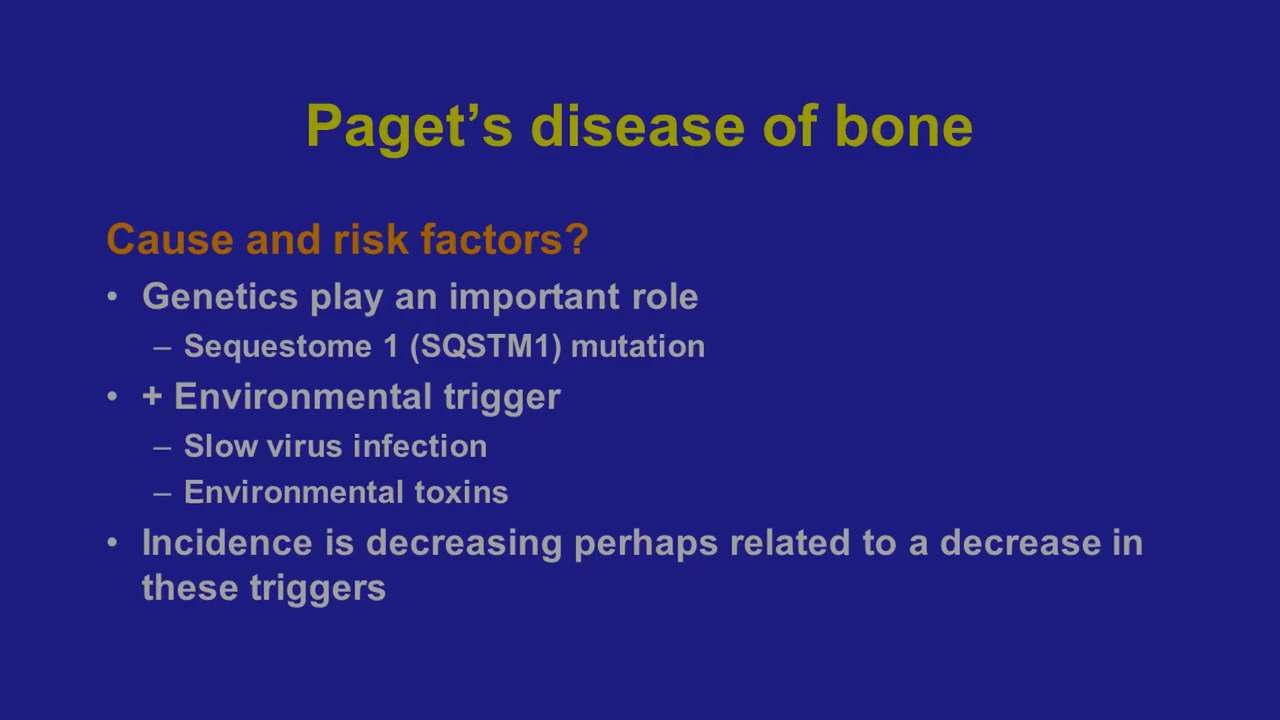 Paget’s disease of bone
Cause and risk factors?
• Genetics play an important role
– Sequestome 1 (SQSTM1) mutation
• + Environmental trigger
– Slow virus infection
– Environmental toxins
• Incidence is decreasing perhaps related to a decrease in
these triggers